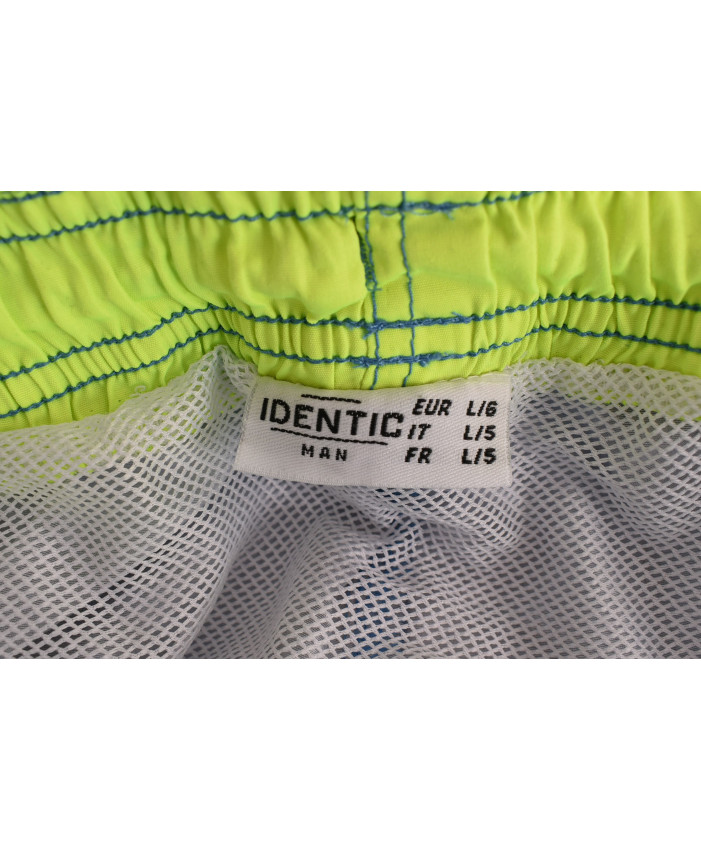 IDENTIC
MAN
EUR L/6
IT L/5
FR L/5